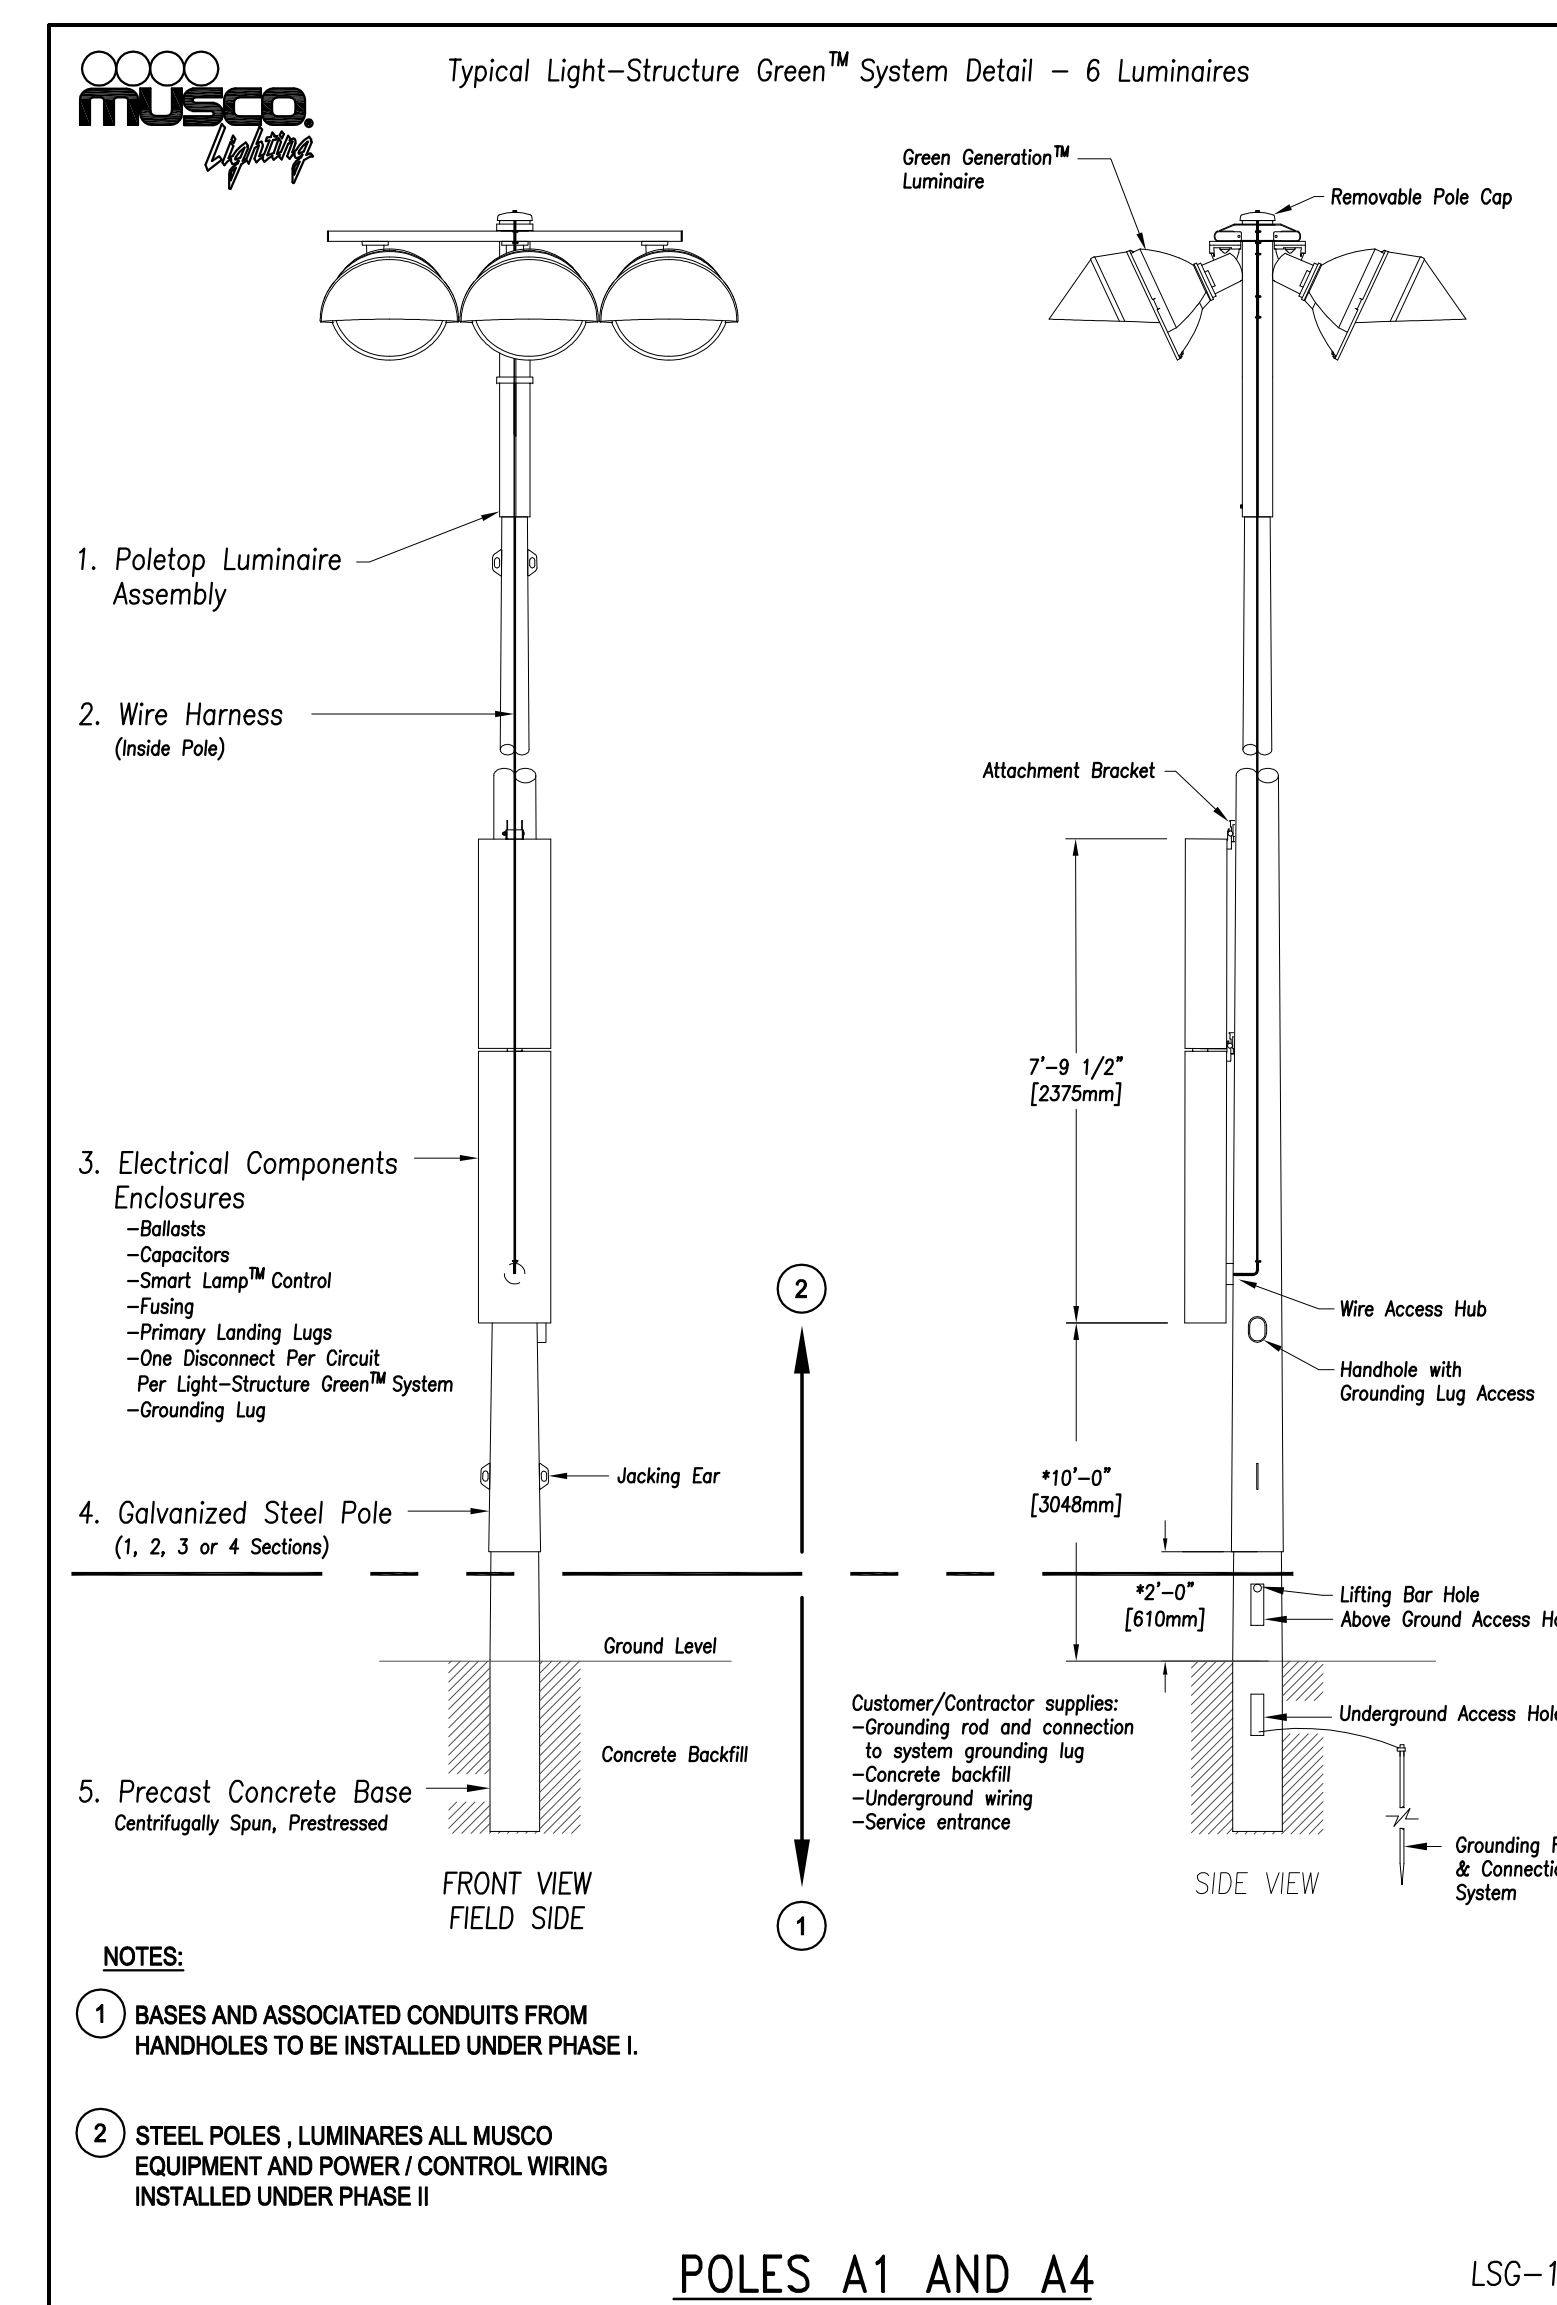 MUSCO®
Lighting
Typical Light-Structure Green™ System Detail - 6 Luminaires
Green Generation™
Luminaire
Removable Pole Cap
1. Poletop Luminaire
Assembly
2. Wire Harness
(Inside Pole)
Attachment Bracket
7'-9 1/2"
[2375mm]
3. Electrical Components
Enclosures
-Ballasts
-Capacitors
-Smart Lamp™ Control
-Fusing
-Primary Landing Lugs
-One Disconnect Per Circuit
Per Light-Structure Green™ System
-Grounding Lug
2
Wire Access Hub
Handhole with
Grounding Lug Access
Jacking Ear
*10'-0"
[3048mm]
4. Galvanized Steel Pole
(1, 2, 3 or 4 Sections)
*2'-0"
[610mm]
Lifting Bar Hole
Above Ground Access
Ground Level
Customer/Contractor supplies:
-Grounding rod and connection
to system grounding lug
-Concrete backfill
-Underground wiring
-Service entrance
Underground Access
Concrete Backfill
5. Precast Concrete Base
Centrifugally Spun, Prestressed
Grounding
&
System
FRONT VIEW
FIELD SIDE
SIDE VIEW
1
NOTES:
1 BASES AND ASSOCIATED CONDUITS FROM
HANDHOLES TO BE INSTALLED UNDER PHASE I.
2 STEEL POLES , LUMINARES ALL MUSCO
EQUIPMENT AND POWER / CONTROL WIRING
INSTALLED UNDER PHASE II
POLES A1 AND A4
LSG-1